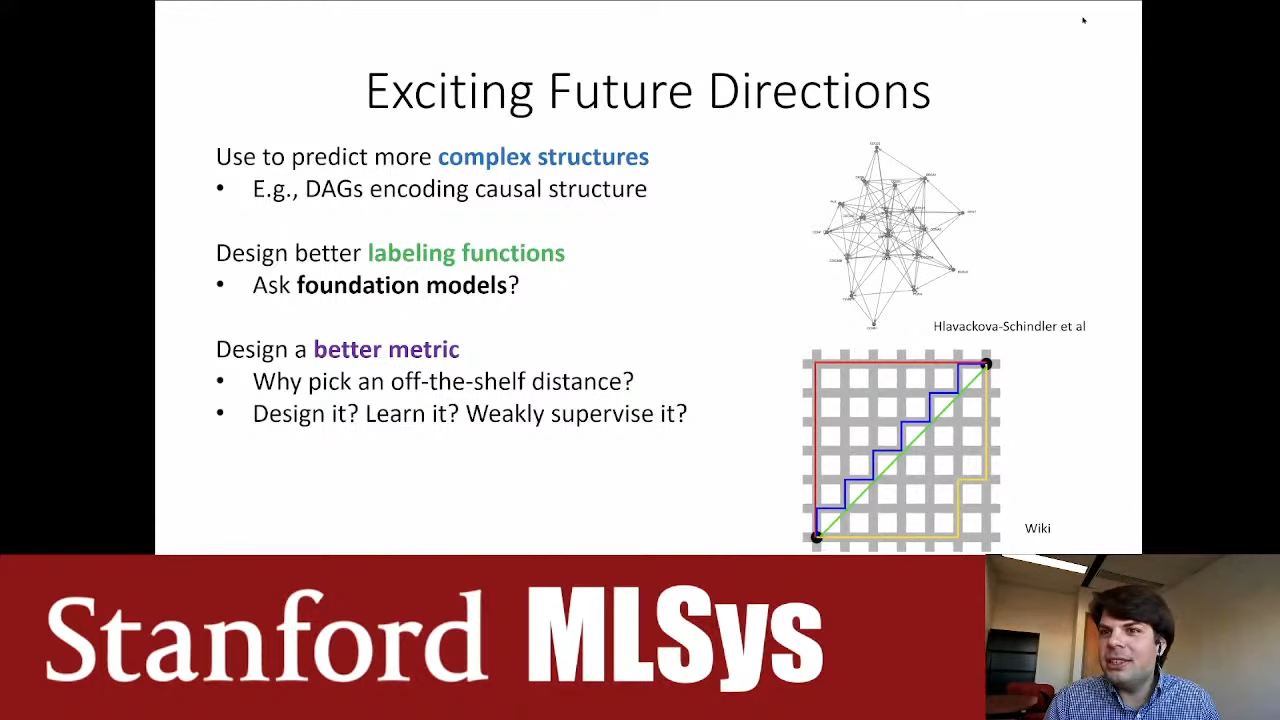 Exciting Future Directions
Use to predict more complex structures
• E.g., DAGs encoding causal structure
Design better labeling functions
• Ask foundation models?
Design a better metric
• Why pick an off-the-shelf distance?
• Design it? Learn it? Weakly supervise it?
Hlavackova-Schindler et al
Wiki
Stanford MLSys